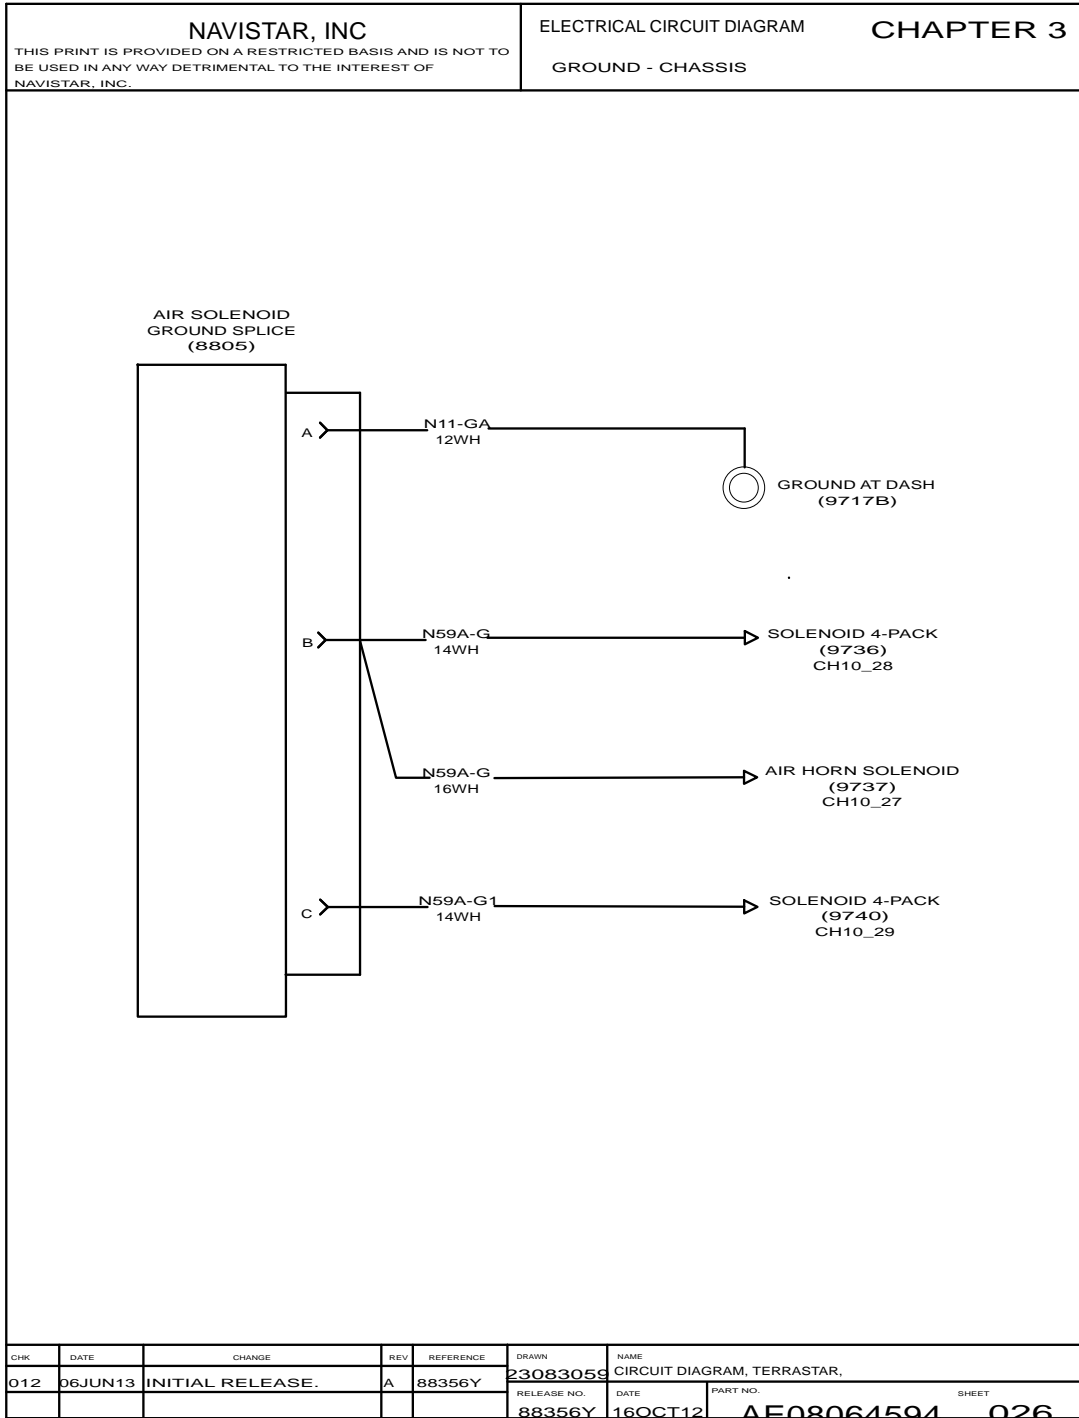 NAVISTAR, INC
THIS PRINT IS PROVIDED ON A RESTRICTED BASIS AND IS NOT TO
BE USED IN ANY WAY DETRIMENTAL TO THE INTEREST OF
NAVISTAR, INC.
ELECTRICAL CIRCUIT DIAGRAM
CHAPTER 3
GROUND - CHASSIS
AIR SOLENOID
GROUND SPLICE
(8805)
A
N11-GA
12WH
GROUND AT DASH
(9717B)
B
N59A-G
14WH
SOLENOID 4-PACK
(9736)
CH10_28
N59A-G
16WH
AIR HORN SOLENOID
(9737)
CH10_27
C
N59A-G1
14WH
SOLENOID 4-PACK
(9740)
CH10_29
CHK DATE CHANGE REV REFERENCE
012 06JUN13 INITIAL RELEASE. A 88356Y
DRAWN
23083059
NAME
CIRCUIT DIAGRAM, TERRASTAR,
RELEASE NO.
88356Y
DATE
16OCT12
PART NO.
AE08064594
SHEET
026